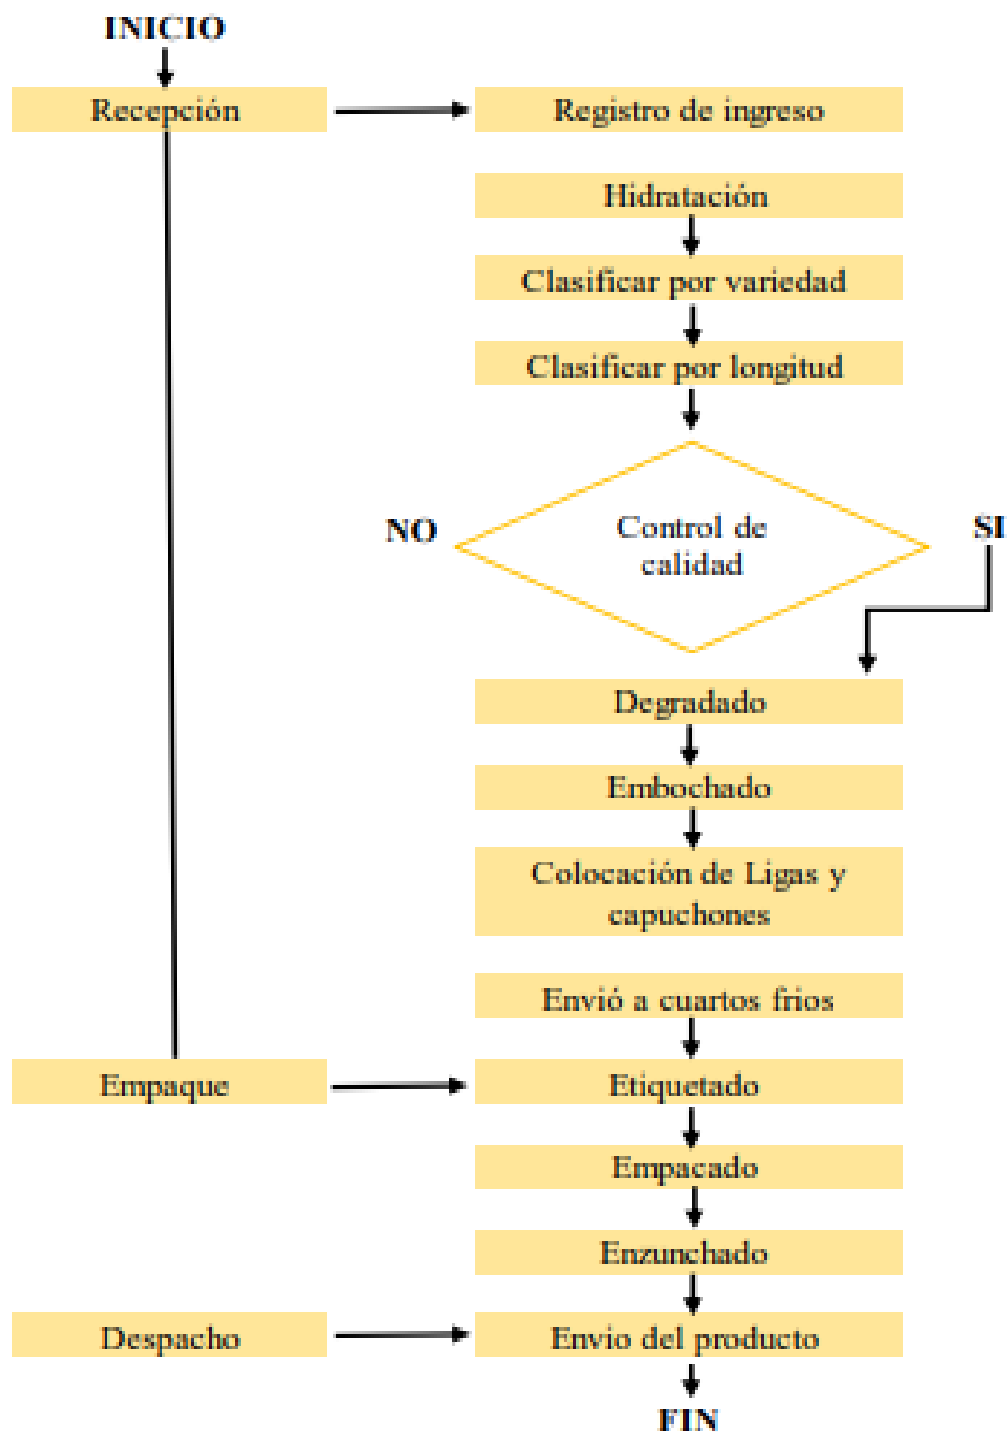 INICIO
Recepción
Registro de ingreso
Hidratación
Clasificar por variedad
Clasificar por longitud
NO
Control de
calidad
SI
Degradado
Embochado
Colocación de Ligas y
capuchones
Envió a cuartos frios
Empaque
Etiquetado
Empacado
Enzunchado
Despacho
Envio del producto
FIN